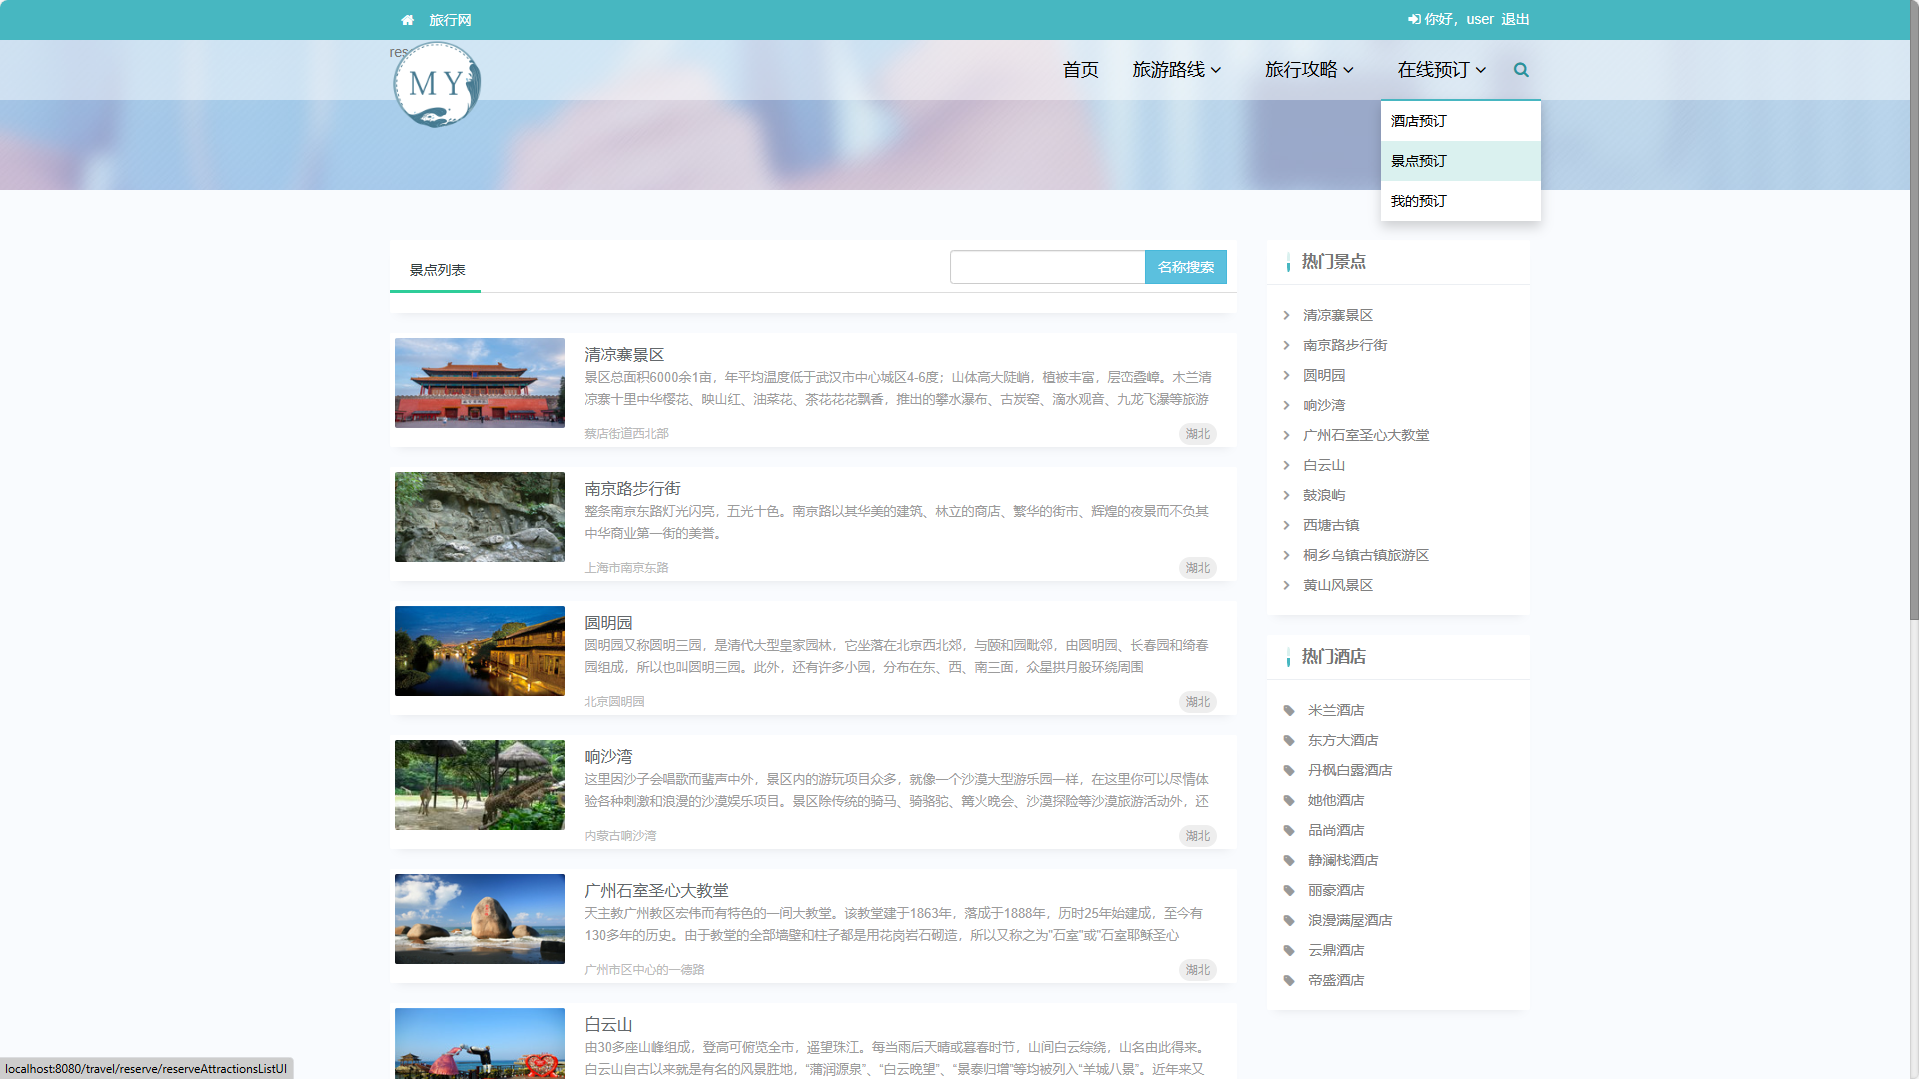 旅行网
你好，user 退出
res
MY
首页
旅游路线
旅行攻略
在线预订
酒店预订
景点预订
我的预订
景点列表
名称搜索
清凉寨景区
景区总面积6000余1亩，年平均温度低于武汉市中心城区4-6度；山体高大陡峭，植被丰富，层峦叠嶂。木兰清
凉寨十里中华樱花、映山红、油菜花、茶花花花飘香，推出的攀水瀑布、古炭窑、滴水观音、九龙飞瀑等旅游
蔡店街道西北部
湖北
南京路步行街
整条南京东路灯光闪亮，五光十色。南京路以其华美的建筑、林立的商店、繁华的街市、辉煌的夜景而不负其
中华商业第一街的美誉。
上海市南京东路
湖北
圆明园
圆明园又称圆明三园，是清代大型皇家园林，它坐落在北京西北郊，与颐和园毗邻，由圆明园、长春园和绮春
园组成，所以也叫圆明三园。此外，还有许多小园，分布在东、西、南三面，众星拱月般环绕周围
北京圆明园
湖北
响沙湾
这里因沙子会唱歌而蜚声中外，景区内的游玩项目众多，就像一个沙漠大型游乐园一样，在这里你可以尽情体
验各种刺激和浪漫的沙漠娱乐项目。景区除传统的骑马、骑骆驼、篝火晚会、沙漠探险等沙漠旅游活动外，还
内蒙古响沙湾
湖北
广州石室圣心大教堂
天主教广州教区宏伟而有特色的一间大教堂。该教堂建于1863年，落成于1888年，历时25年始建成，至今有
130多年的历史。由于教堂的全部墙壁和柱子都是用花岗岩石砌造，所以又称之为"石室"或"石室耶稣圣心
广州市区中心的一德路
湖北
白云山
由30多座山峰组成，登高可俯览全市，遥望珠江。每当雨后天晴或暮春时节，山间白云缭绕，山名由此得来。
白云山自古以来就是有名的风景胜地，“蒲涧源泉”、“白云晚望”、“景泰归僧”等均被列入“羊城八景”。近年来又
热门景点
清凉寨景区
南京路步行街
圆明园
响沙湾
广州石室圣心大教堂
白云山
鼓浪屿
西塘古镇
桐乡乌镇古镇旅游区
黄山风景区
热门酒店
米兰酒店
东方大酒店
丹枫白露酒店
她他酒店
品尚酒店
静澜栈酒店
丽豪酒店
浪漫满屋酒店
云鼎酒店
帝盛酒店
localhost:8080/travel/reserve/reserveAttractionsListUI